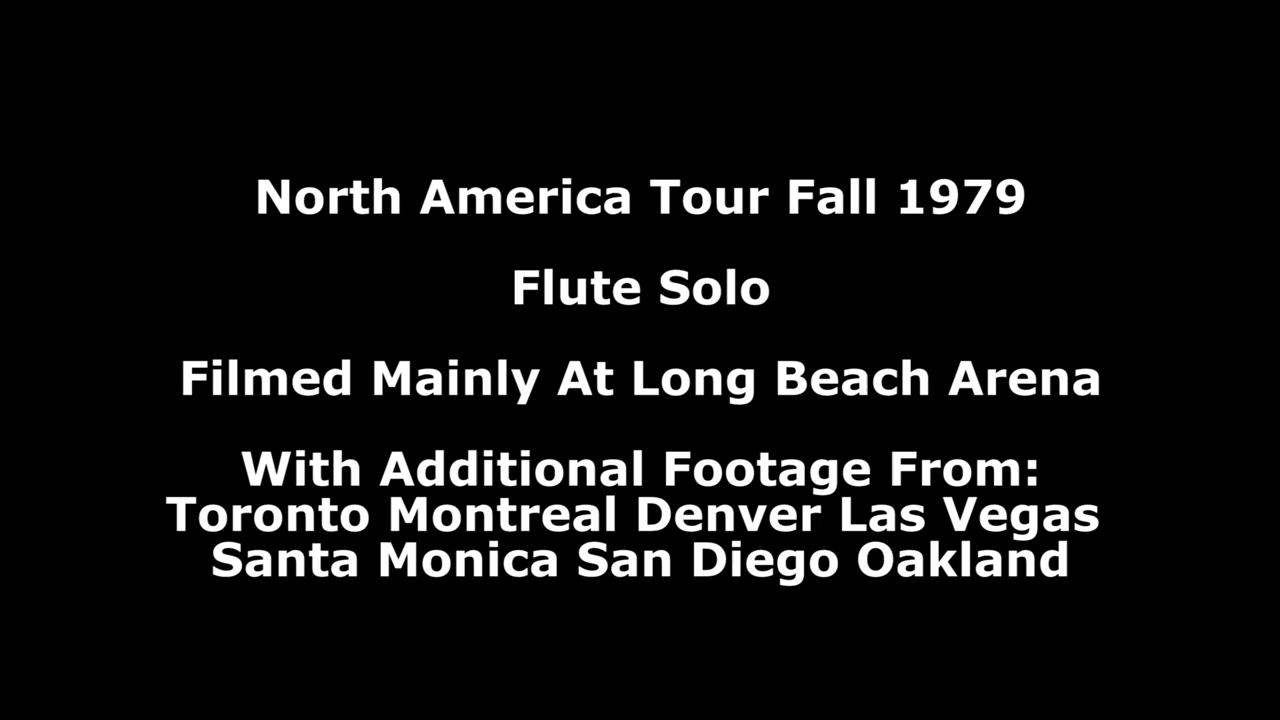 North America Tour Fall 1979
Flute Solo
Filmed Mainly At Long Beach Arena
With Additional Footage From:
Toronto Montreal Denver Las Vegas
Santa Monica San Diego Oakland